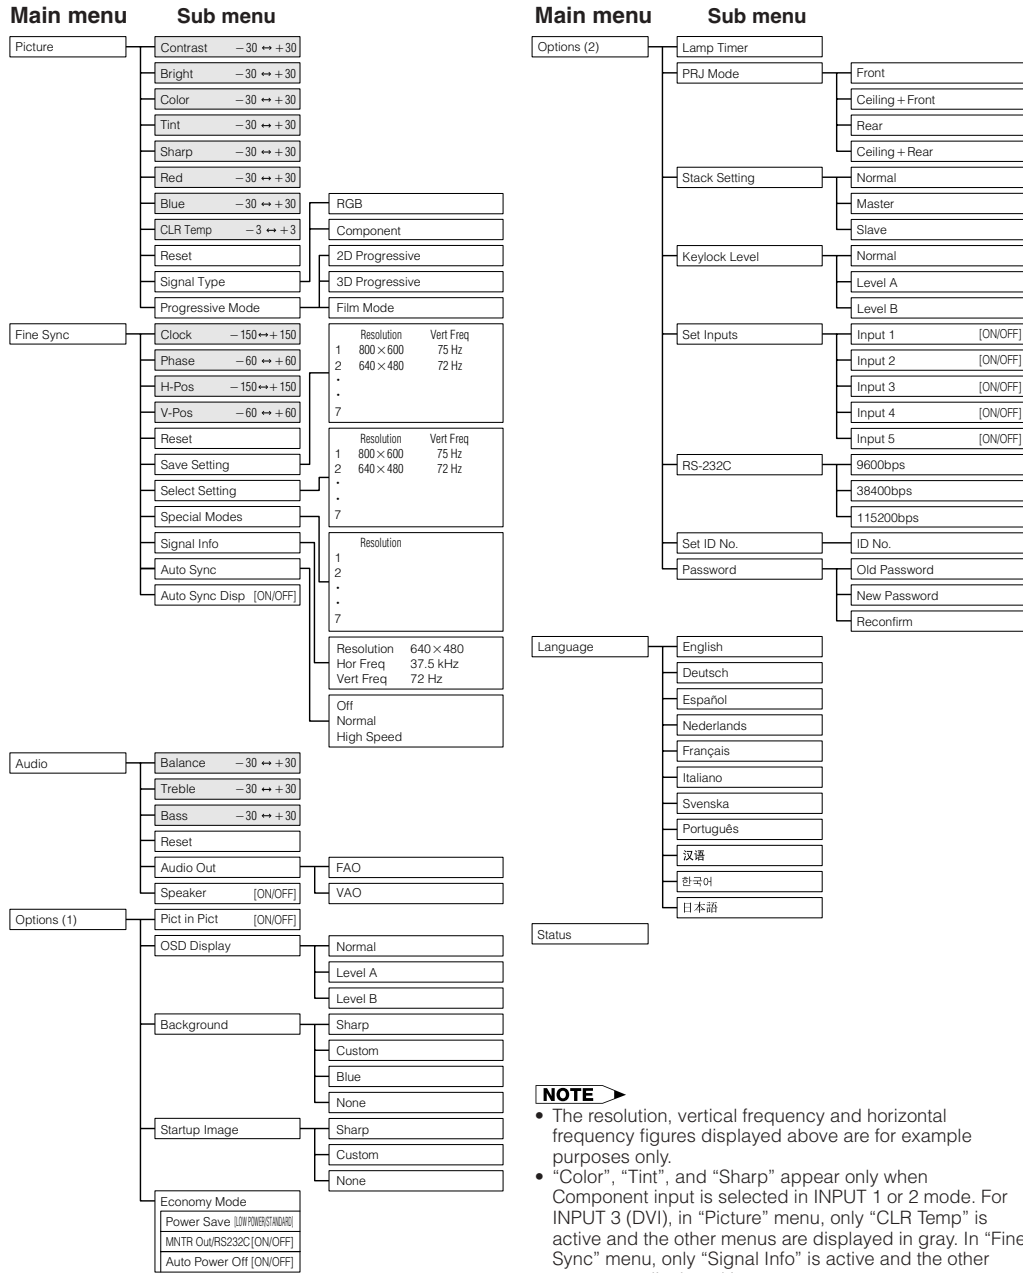 Main menu Sub menu
Picture
Contrast −30 ↔ +30
Bright −30 ↔ +30
Color −30 ↔ +30
Tint −30 ↔ +30
Sharp −30 ↔ +30
Red −30 ↔ +30
Blue −30 ↔ +30
CLR Temp −3 ↔ +3
Reset
Signal Type
RGB
Component
Progressive Mode
2D Progressive
3D Progressive
Film Mode
Fine Sync
Clock −150↔+150
Phase −60 ↔ +60
H-Pos −150↔+150
V-Pos −60 ↔ +60
Reset
Save Setting
Select Setting
Special Modes
Signal Info
Auto Sync
Auto Sync Disp [ON/OFF]
Resolution Vert Freq
1 800×600 75 Hz
2 640×480 72 Hz
•
•
7
Resolution Vert Freq
1 800×600 75 Hz
2 640×480 72 Hz
•
•
7
Resolution
1
2
•
•
7
Resolution 640×480
Hor Freq 37.5 kHz
Vert Freq 72 Hz
Off
Normal
High Speed
Audio
Balance −30 ↔ +30
Treble −30 ↔ +30
Bass −30 ↔ +30
Reset
Audio Out
FAO
VAO
Speaker [ON/OFF]
Options (1)
Pict in Pict [ON/OFF]
OSD Display
Normal
Level A
Level B
Background
Sharp
Custom
Blue
None
Startup Image
Sharp
Custom
None
Economy Mode
Power Save [LOW POWER/STANDARD]
MNTR Out/RS232C [ON/OFF]
Auto Power Off [ON/OFF]
Main menu Sub menu
Options (2)
Lamp Timer
PRJ Mode
Front
Ceiling+Front
Rear
Ceiling+Rear
Stack Setting
Normal
Master
Slave
Keylock Level
Normal
Level A
Level B
Set Inputs
Input 1 [ON/OFF]
Input 2 [ON/OFF]
Input 3 [ON/OFF]
Input 4 [ON/OFF]
Input 5 [ON/OFF]
RS-232C
9600bps
38400bps
115200bps
Set ID No.
ID No.
Password
Old Password
New Password
Reconfirm
Language
English
Deutsch
Español
Nederlands
Français
Italiano
Svenska
Português
汉语
한국어
日本語
Status
NOTE
• The resolution, vertical frequency and horizontal
frequency figures displayed above are for example
purposes only.
• “Color”, “Tint”, and “Sharp” appear only when
Component input is selected in INPUT 1 or 2 mode. For
INPUT 3 (DVI), in “Picture” menu, only “CLR Temp” is
active and the other menus are displayed in gray. In “Fine
Sync” menu, only “Signal Info” is active and the other